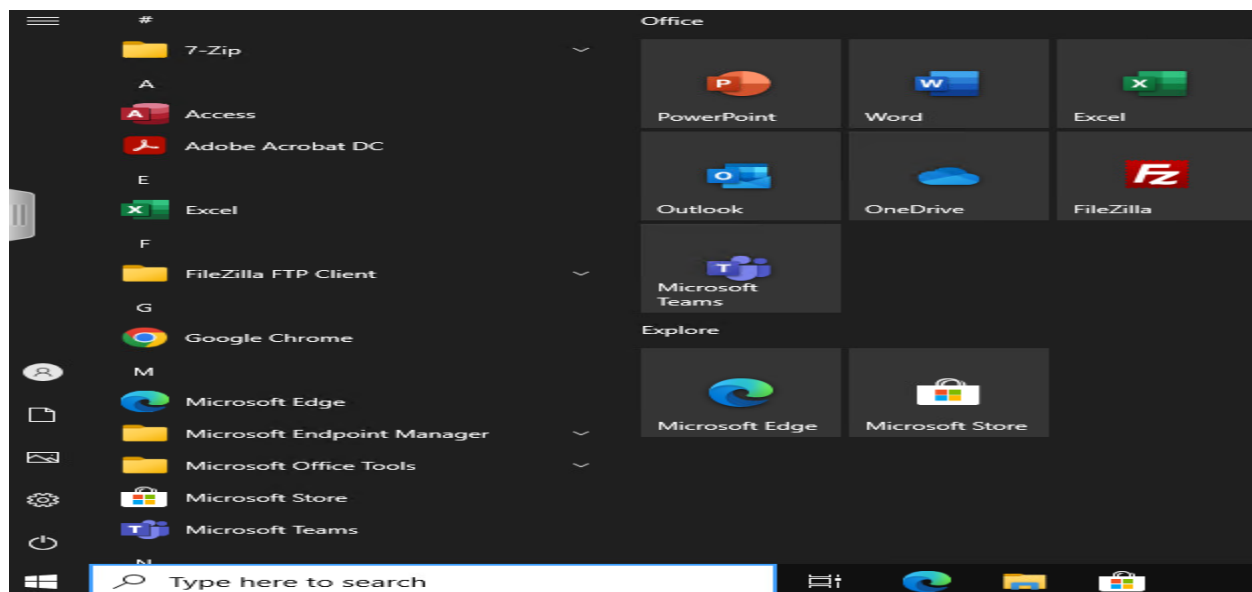 #
7-Zip
A
Access
Adobe Acrobat DC
E
Excel
F
FileZilla FTP Client
G
Google Chrome
M
Microsoft Edge
Microsoft Endpoint Manager
Microsoft Office Tools
Microsoft Store
Microsoft Teams
N
Type here to search
Office
PowerPoint
Word
Excel
Outlook
OneDrive
FileZilla
Microsoft
Teams
Explore
Microsoft Edge
Microsoft Store